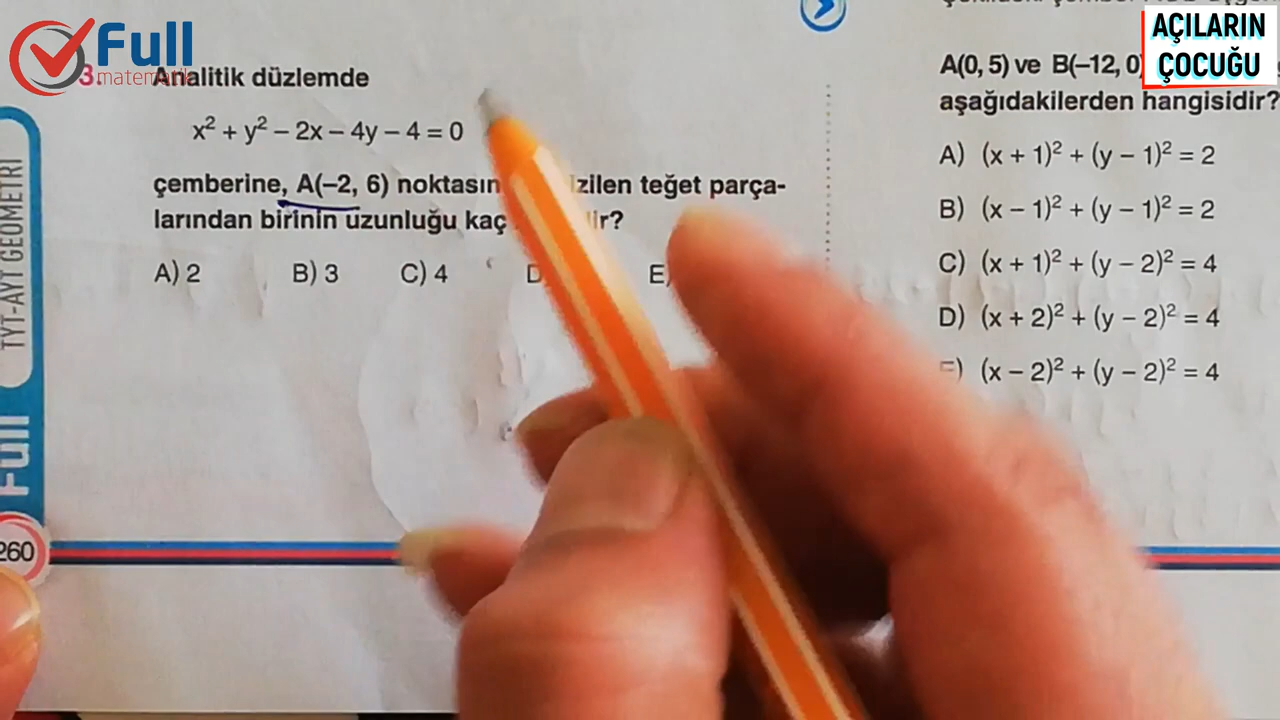 Full
matematik
3. Analitik düzlemde
x² + y² – 2x – 4y – 4 = 0
çemberine, A(–2, 6) zilen teğet parça-
larından birinin uzunluğu kaç ir?
A) 2 B) 3 C) 4 D E)
TYT-AYT GEOMETRİ
Full
260
AÇILARIN
ÇOCUĞU
A(0, 5) ve B(–12, 0)
aşağıdakilerden hangisidir?
A) (x + 1)² + (y – 1)² = 2
B) (x – 1)² + (y – 1)² = 2
C) (x + 1)² + (y – 2)² = 4
D) (x + 2)² + (y – 2)² = 4
E) (x – 2)² + (y – 2)² = 4